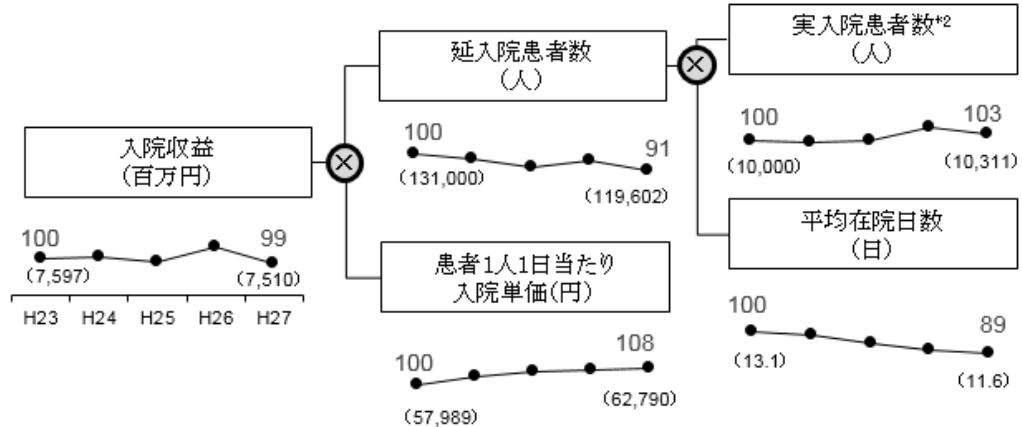 入院収益
(百万円)
100
99
(7,597)
(7,510)
H23 H24 H25 H26 H27
×
延入院患者数
(人)
100
91
(131,000)
(119,602)
患者1人1日当たり
入院単価(円)
100
108
(57,989)
(62,790)
×
実入院患者数*2
(人)
100
103
(10,000)
(10,311)
平均在院日数
(日)
100
89
(13.1)
(11.6)